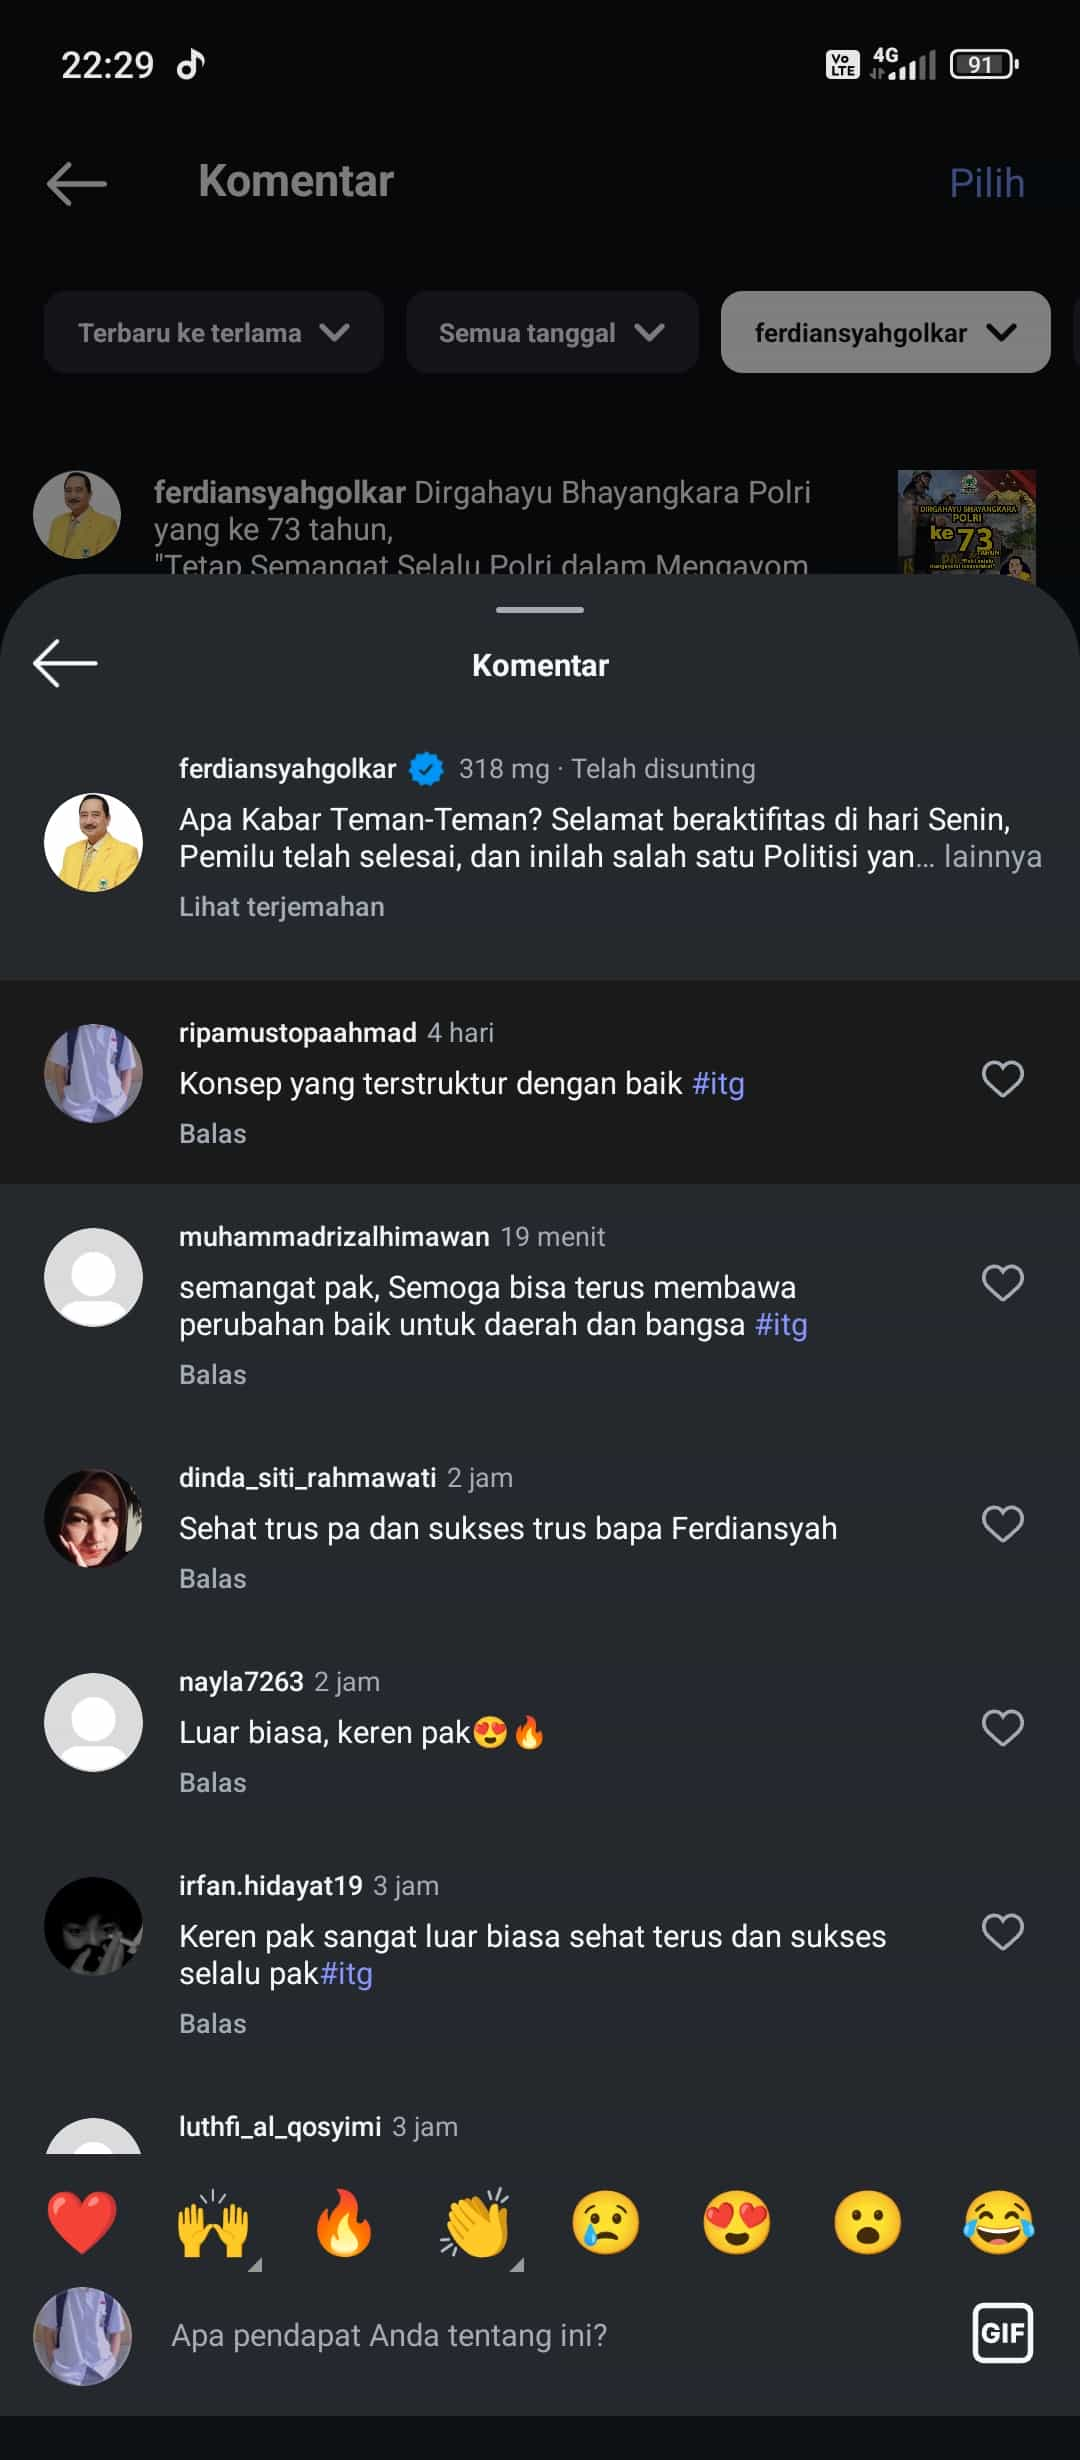 22:29
Vo LTE
4G
91
Komentar
Pilih
Terbaru ke terlama
Semua tanggal
ferdiansyahgolkar
ferdiansyahgolkar Dirgahayu Bhayangkara Polri
yang ke 73 tahun,
"Tetap Semangat Selalu Polri dalam Mengayom
DIRGAHAYU BHAYANGKARA
POLRI
ke 73
TAHUN
Komentar
ferdiansyahgolkar 318 mg · Telah disunting
Apa Kabar Teman-Teman? Selamat beraktifitas di hari Senin,
Pemilu telah selesai, dan inilah salah satu Politisi yan... lainnya
Lihat terjemahan
ripamustopaahmad 4 hari
Konsep yang terstruktur dengan baik #itg
Balas
muhammadrizalhimawan 19 menit
semangat pak, Semoga bisa terus membawa
perubahan baik untuk daerah dan bangsa #itg
Balas
dinda_siti_rahmawati 2 jam
Sehat trus pa dan sukses trus bapa Ferdiansyah
Balas
nayla7263 2 jam
Luar biasa, keren pak😍🔥
Balas
irfan.hidayat19 3 jam
Keren pak sangat luar biasa sehat terus dan sukses
selalu pak#itg
Balas
luthfi_al_qosyimi 3 jam
Apa pendapat Anda tentang ini?
GIF